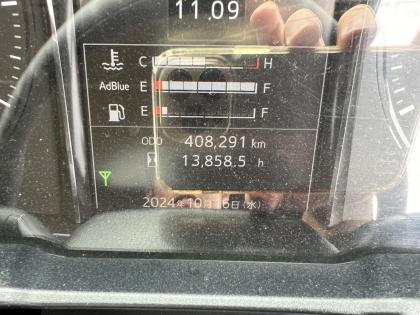 11.09
C H
AdBlue E F
E F
ODO 408,291 km
13,858.5 h
2024年10月16日(水)